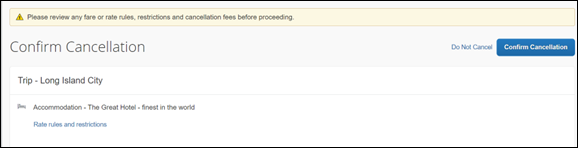 Please review any fare or rate rules, restrictions and cancellation fees before proceeding.
Confirm Cancellation
Do Not Cancel
Confirm Cancellation
Trip - Long Island City
Accommodation - The Great Hotel - finest in the world
Rate rules and restrictions